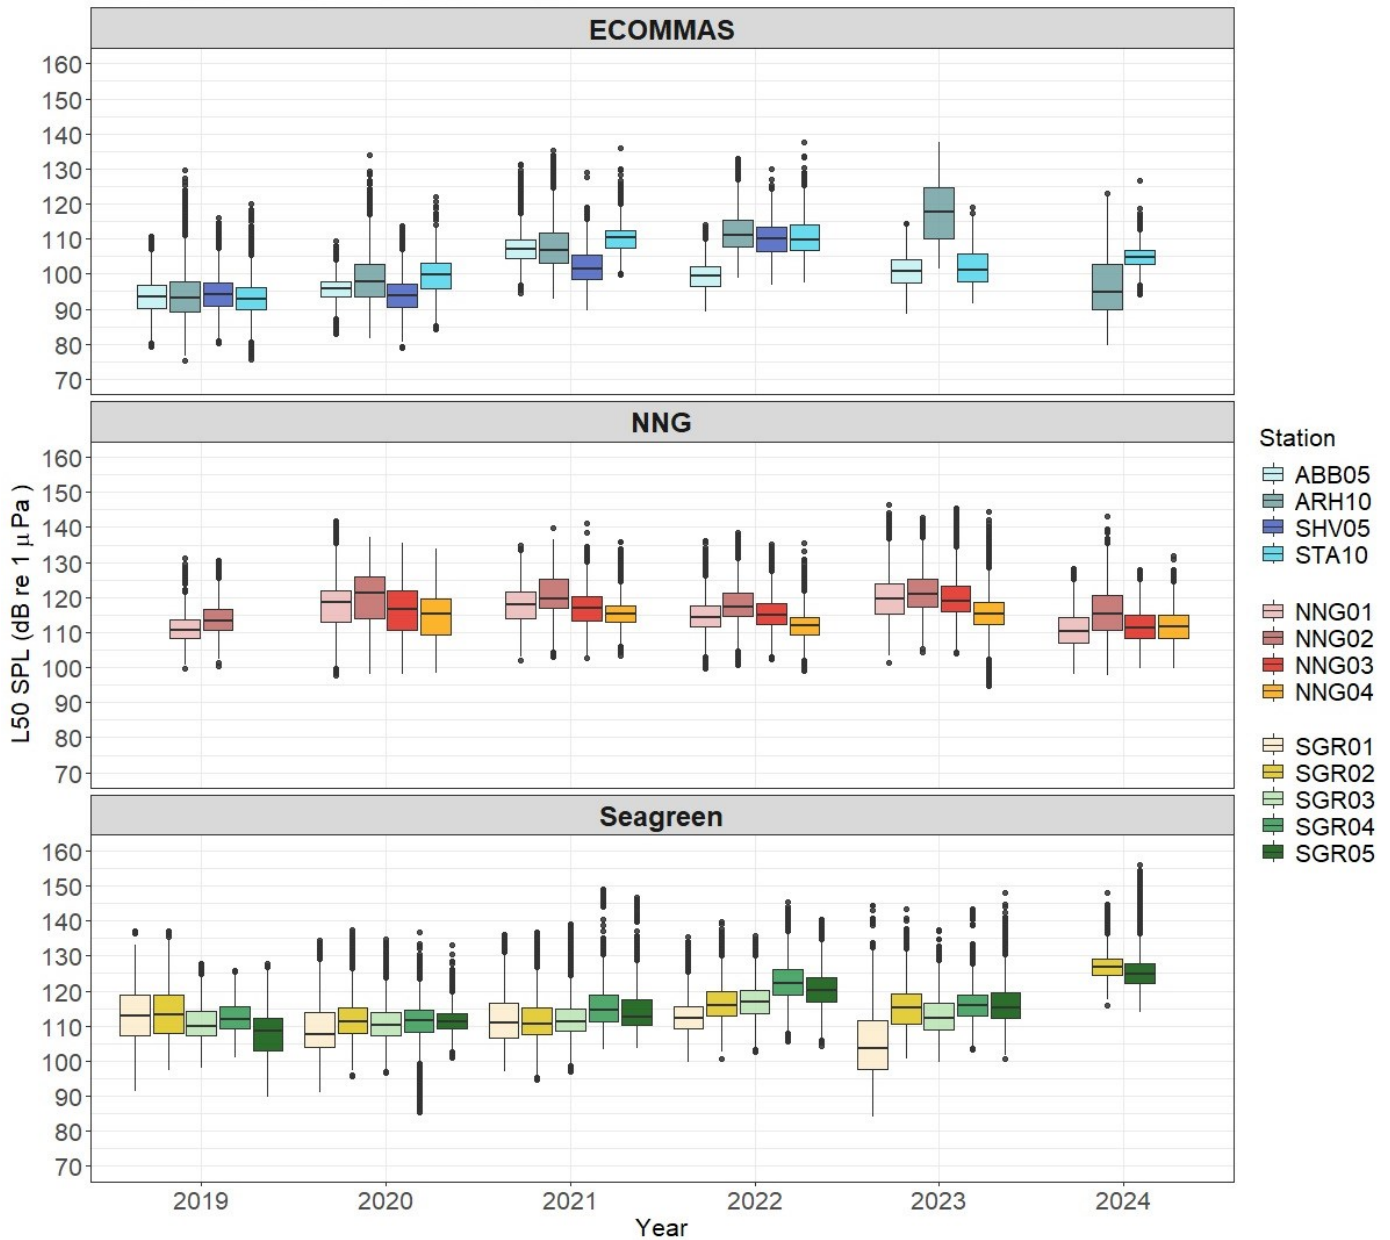 ECOMMAS
160
150
140
130
120
110
100
90
80
70
NNG
160
150
140
130
120
110
100
90
80
70
Seagreen
160
150
140
130
120
110
100
90
80
70
2019 2020 2021 2022 2023 2024
Year
L50 SPL (dB re 1 μ Pa )
Station
ABB05
ARH10
SHV05
STA10
NNG01
NNG02
NNG03
NNG04
SGR01
SGR02
SGR03
SGR04
SGR05